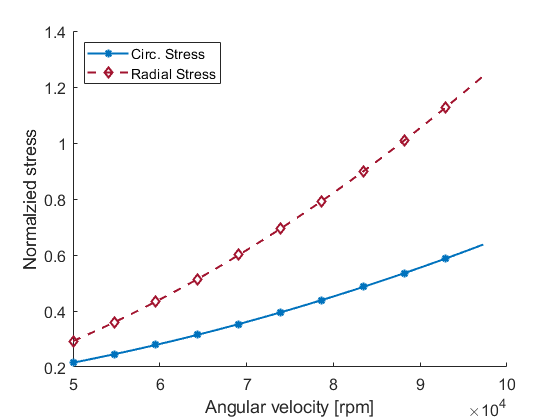 1.4
Circ. Stress
Radial Stress
1.2
1
0.8
0.6
0.4
0.2
Normalzied stress
5 6 7 8 9 10
×10⁴
Angular velocity [rpm]